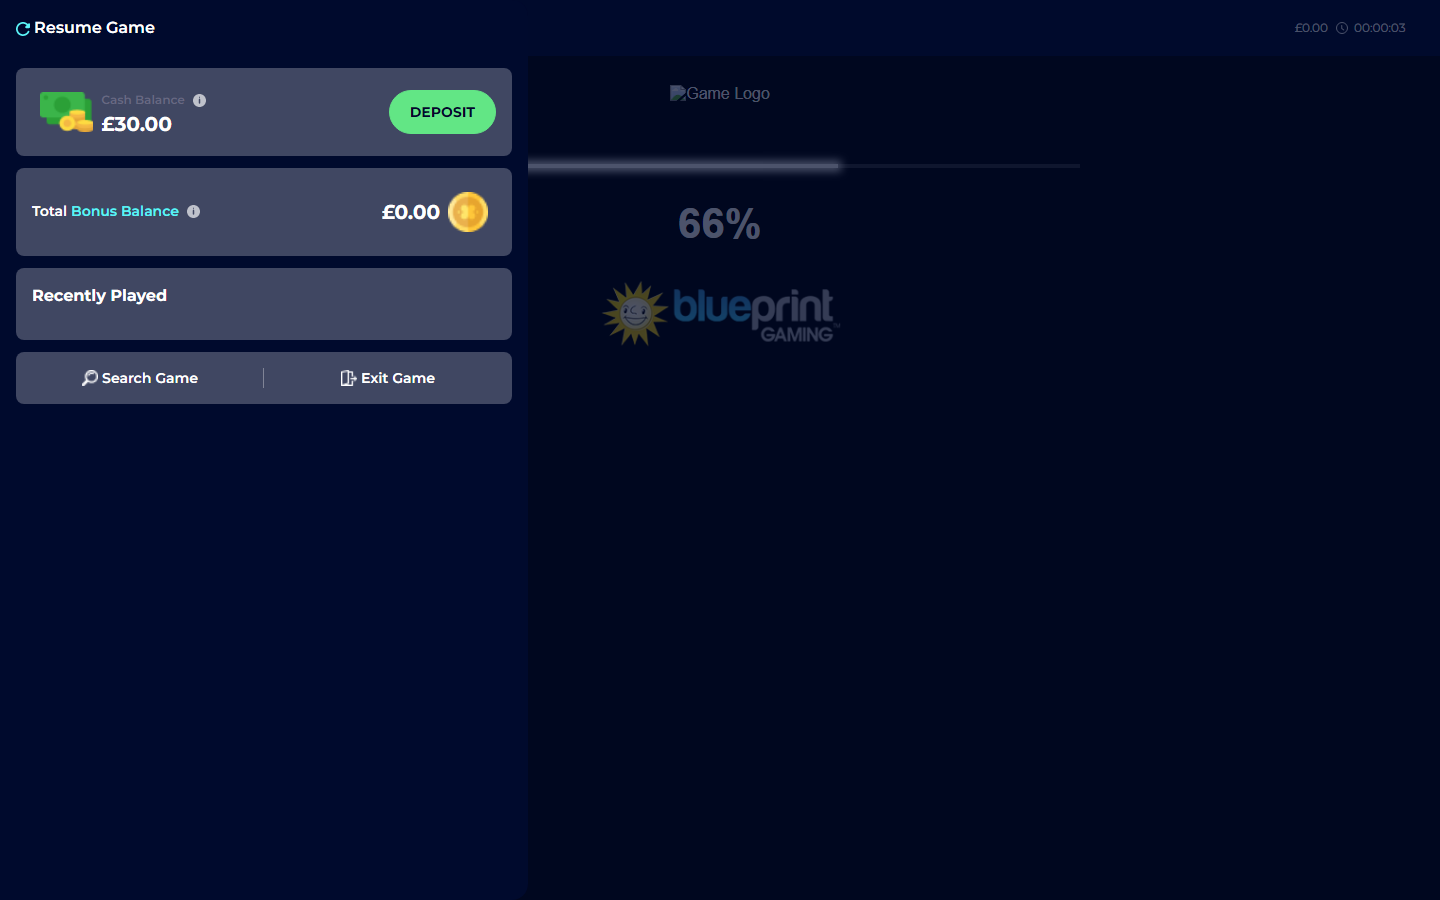 Resume Game
£0.00 00:00:03
Cash Balance
£30.00
DEPOSIT
Total Bonus Balance
£0.00
Recently Played
Search Game
Exit Game
Game Logo
66%
blueprint
GAMING™